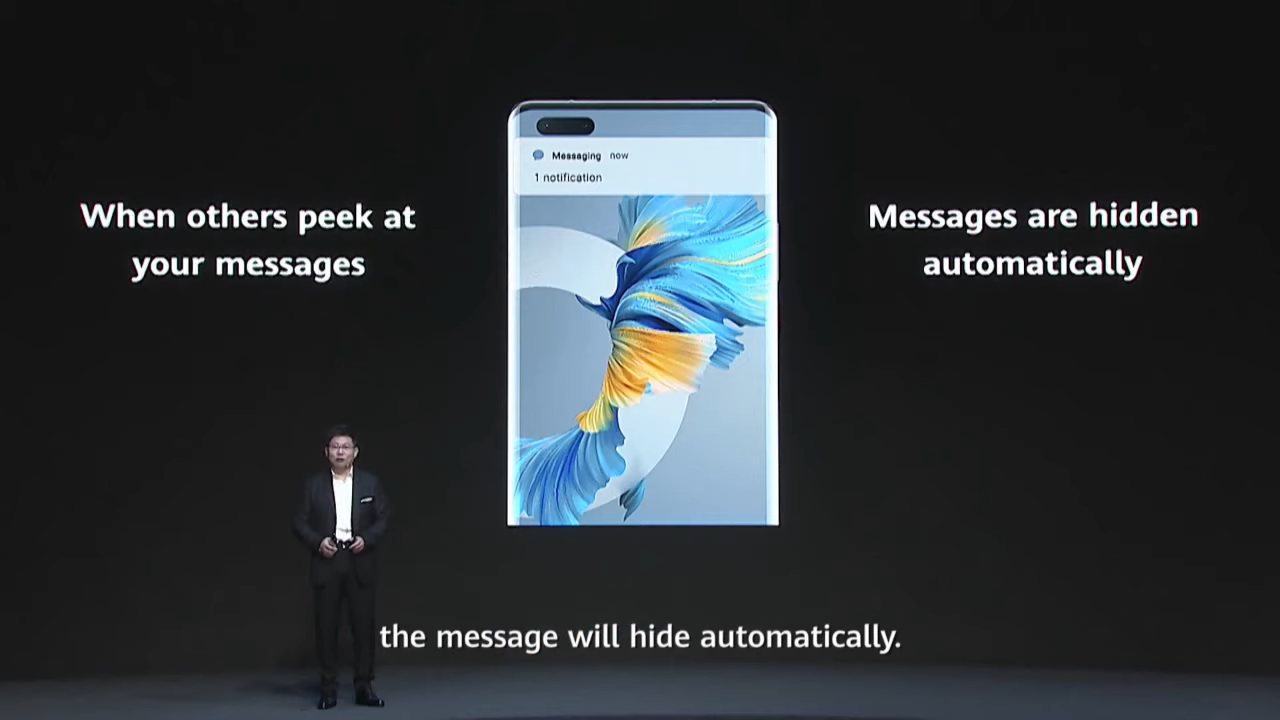 When others peek at
your messages
Messaging now
1 notification
Messages are hidden
automatically
the message will hide automatically.